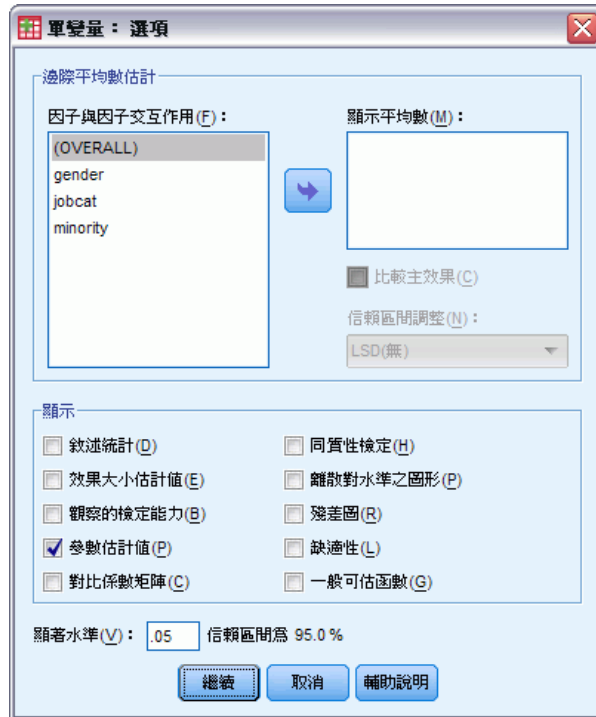 單變量： 選項
邊際平均數估計
因子與因子交互作用(F)：
(OVERALL)
gender
jobcat
minority
顯示平均數(M)：
比較主效果(C)
信賴區間調整(N)：
LSD(無)
顯示
敘述統計(D)
同質性檢定(H)
效果大小估計值(E)
離散對水準之圖形(P)
觀察的檢定能力(B)
殘差圖(R)
參數估計值(P)
缺適性(L)
對比係數矩陣(C)
一般可估函數(G)
顯著水準(V)： .05 信賴區間為 95.0 %
繼續 取消 輔助說明